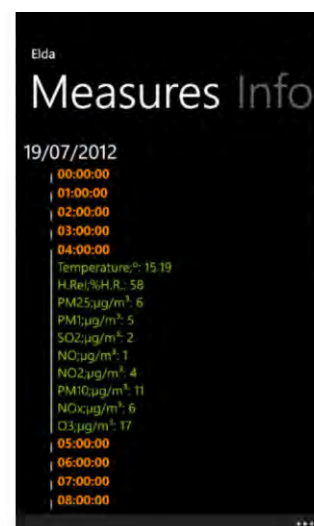 Elda
Measures Info
19/07/2012
00:00:00
01:00:00
02:00:00
03:00:00
04:00:00
Temperature;º: 15.19
H.Rel;%H.R.: 58
PM25;µg/m³: 6
PM1;µg/m³: 5
SO2;µg/m³: 2
NO;µg/m³: 1
NO2;µg/m³: 4
PM10;µg/m³: 11
NOx;µg/m³: 6
O3;µg/m³: 17
05:00:00
06:00:00
07:00:00
08:00:00